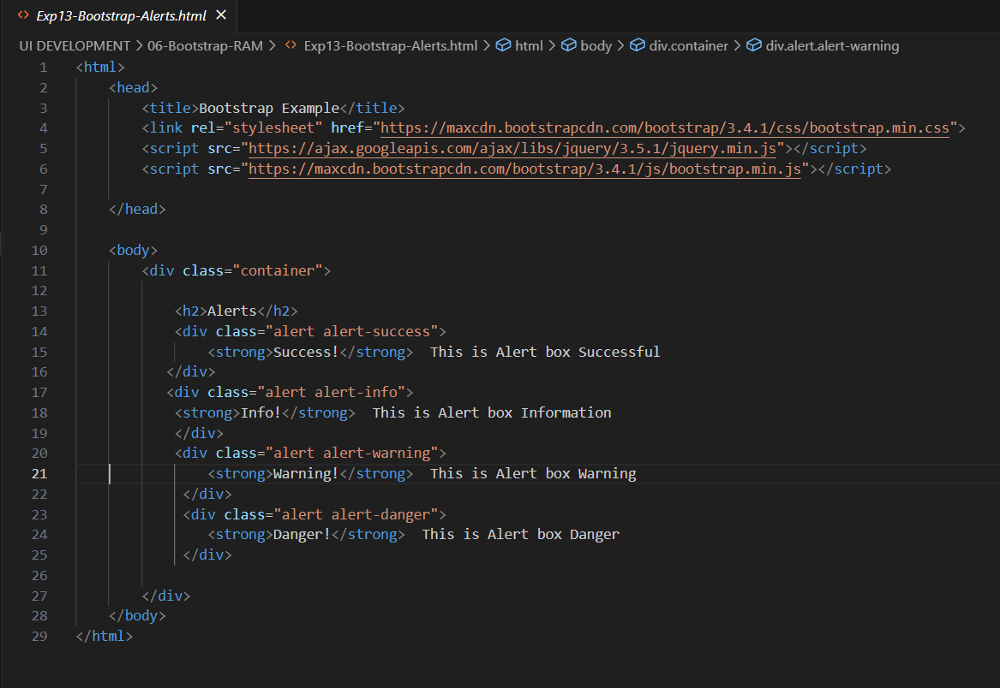 <> Exp13-Bootstrap-Alerts.html ✕
UI DEVELOPMENT > 06-Bootstrap-RAM > <> Exp13-Bootstrap-Alerts.html > html > body > div.container > div.alert.alert-warning
1 <html>
2     <head>
3         <title>Bootstrap Example</title>
4         <link rel="stylesheet" href="https://maxcdn.bootstrapcdn.com/bootstrap/3.4.1/css/bootstrap.min.css">
5         <script src="https://ajax.googleapis.com/ajax/libs/jquery/3.5.1/jquery.min.js"></script>
6         <script src="https://maxcdn.bootstrapcdn.com/bootstrap/3.4.1/js/bootstrap.min.js"></script>
7
8     </head>
9
10     <body>
11         <div class="container">
12
13             <h2>Alerts</h2>
14             <div class="alert alert-success">
15                 <strong>Success!</strong>  This is Alert box Successful
16            </div>
17            <div class="alert alert-info">
18             <strong>Info!</strong>  This is Alert box Information
19             </div>
20             <div class="alert alert-warning">
21                 <strong>Warning!</strong>  This is Alert box Warning
22              </div>
23              <div class="alert alert-danger">
24                 <strong>Danger!</strong>  This is Alert box Danger
25              </div>
26
27         </div>
28     </body>
29 </html>